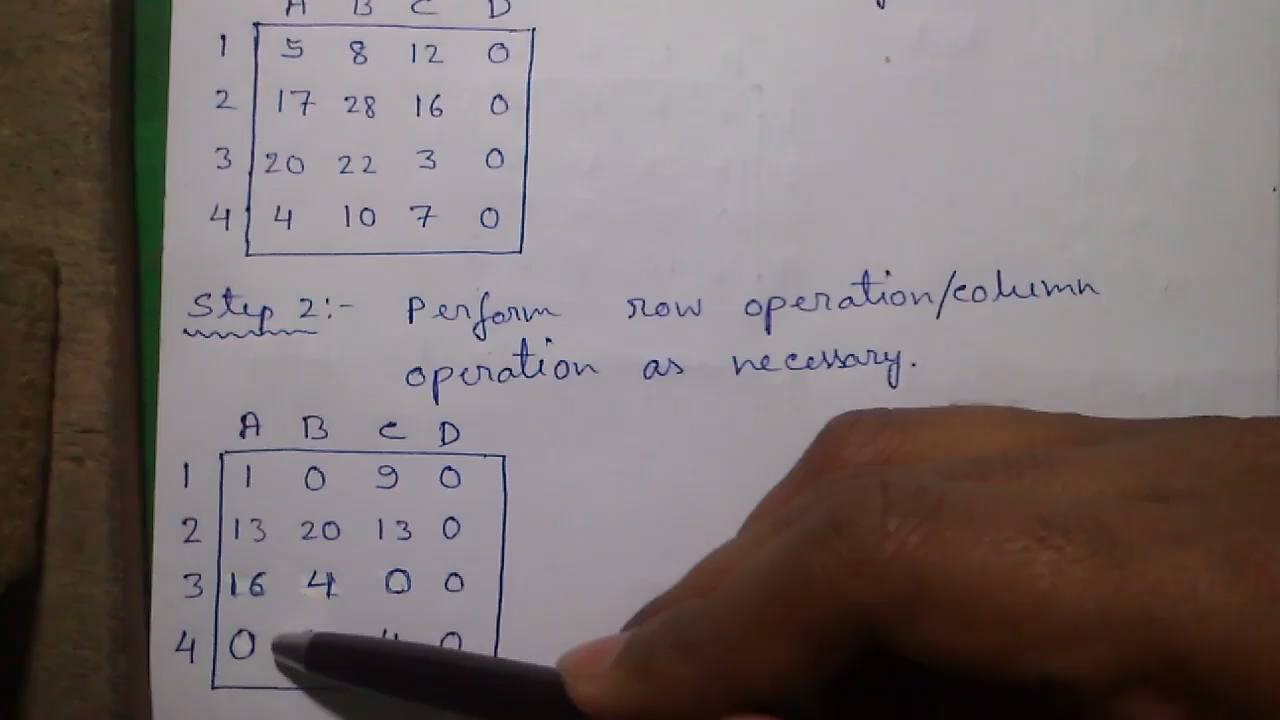 A B C D
1 5 8 12 0
2 17 28 16 0
3 20 22 3 0
4 4 10 7 0
Step 2:- Perform row operation/column
operation as necessary.
A B C D
1 1 0 9 0
2 13 20 13 0
3 16 4 0 0
4 0